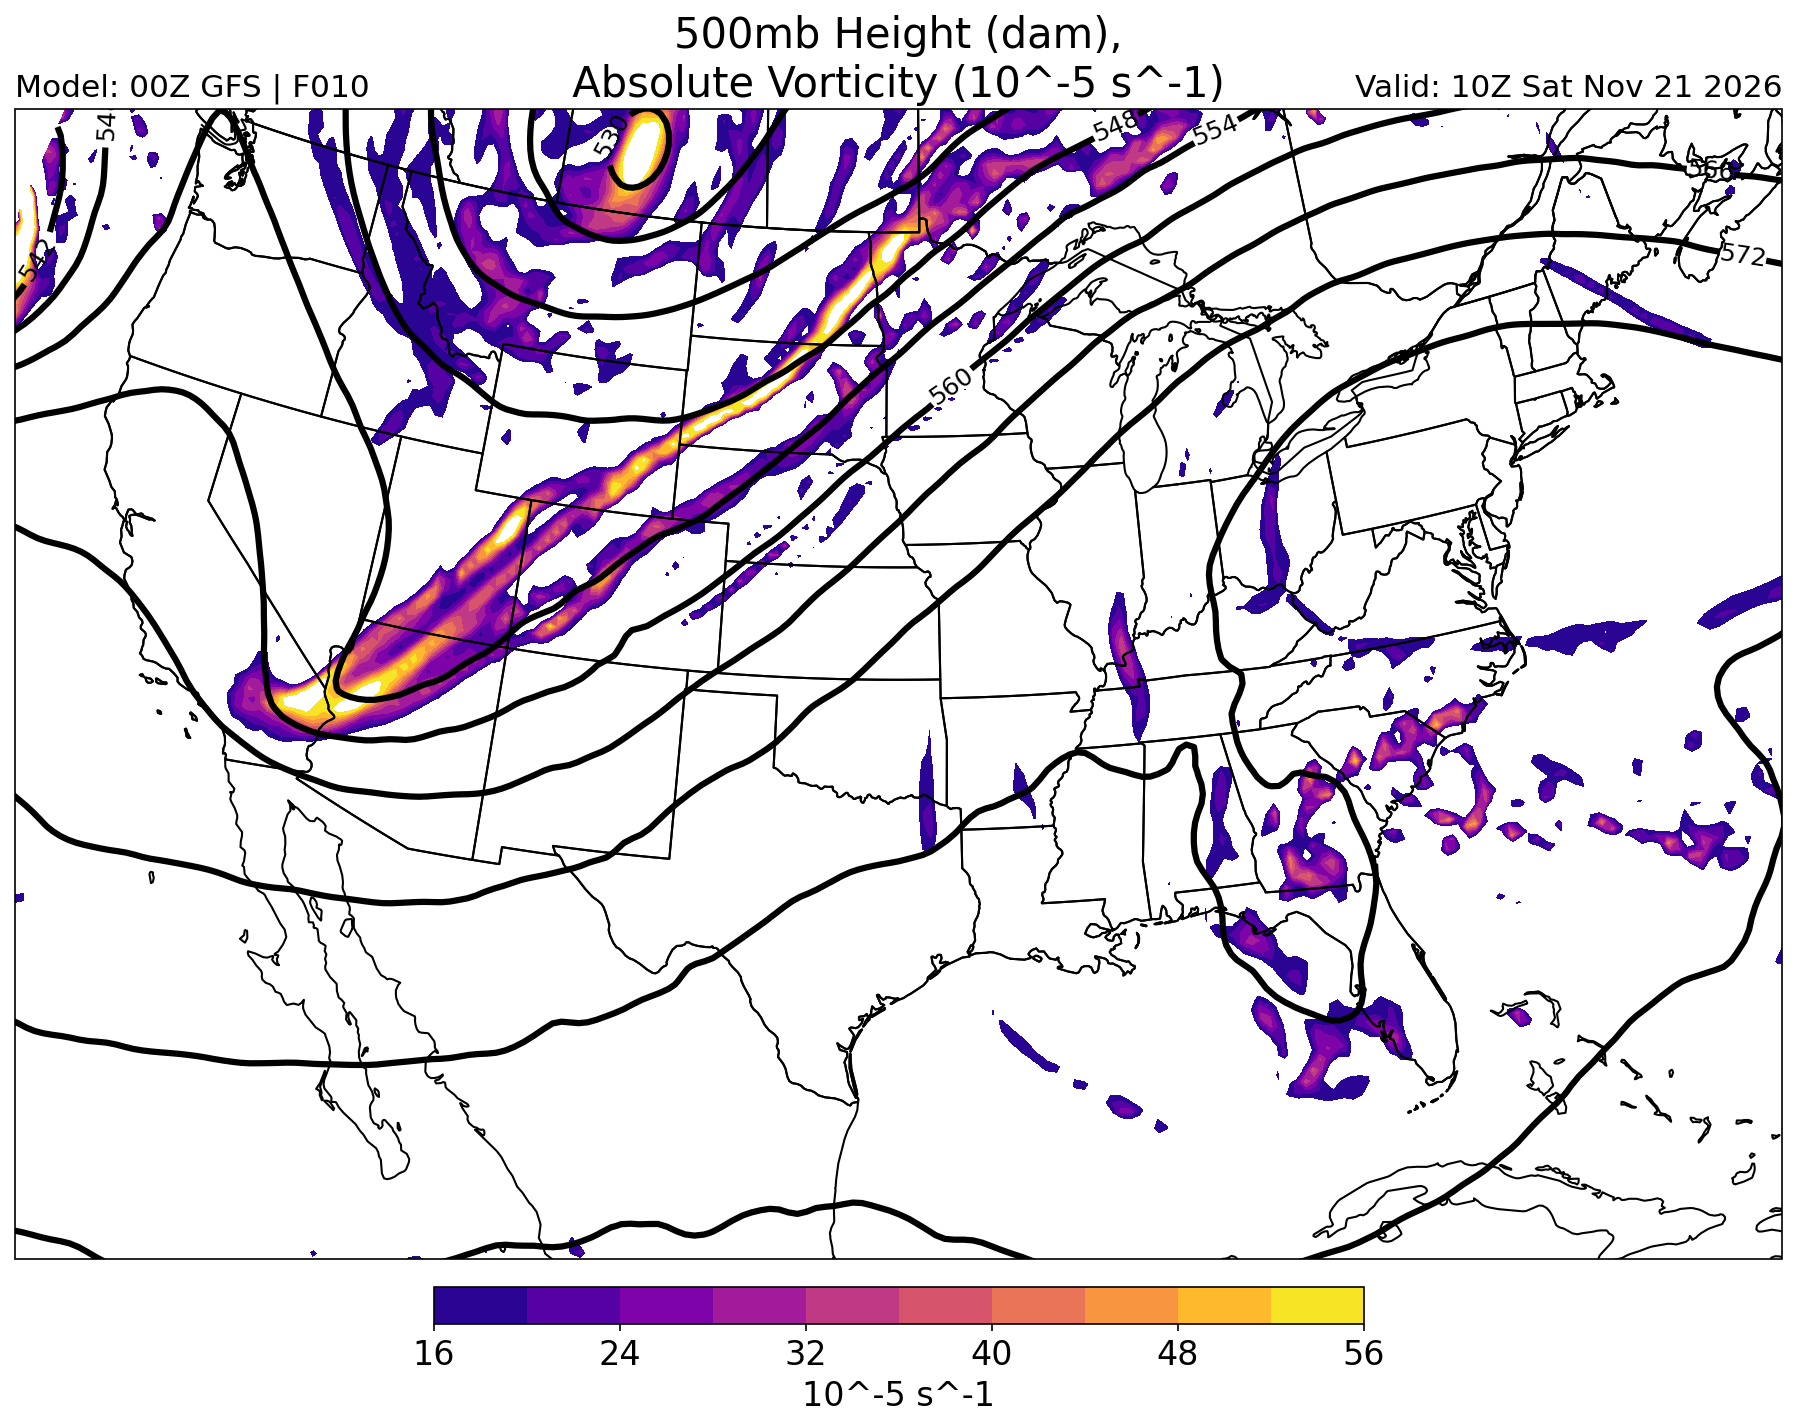 500mb Height (dam),
Absolute Vorticity (10^-5 s^-1)
Model: 00Z GFS | F010
Valid: 10Z Sat Nov 21 2026
530
548
554
542
560
572
16 24 32 40 48 56
10^-5 s^-1